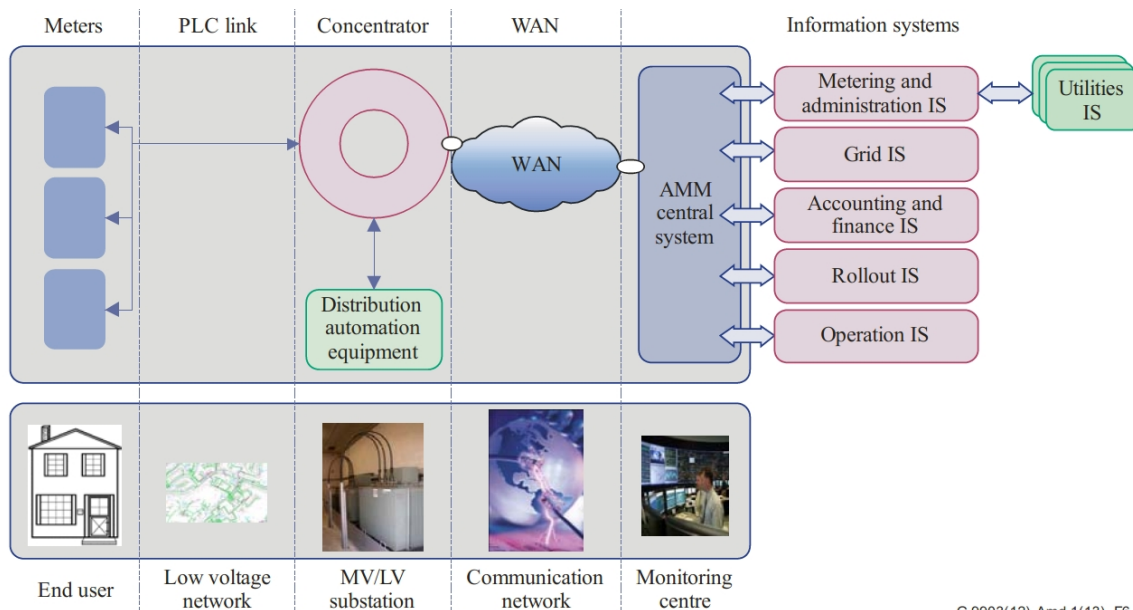 Meters
PLC link
Concentrator
WAN
Information systems
Metering and
administration IS
Utilities
IS
WAN
Grid IS
AMM
central
system
Accounting and
finance IS
Rollout IS
Distribution
automation
equipment
Operation IS
End user
Low voltage
network
MV/LV
substation
Communication
network
Monitoring
centre